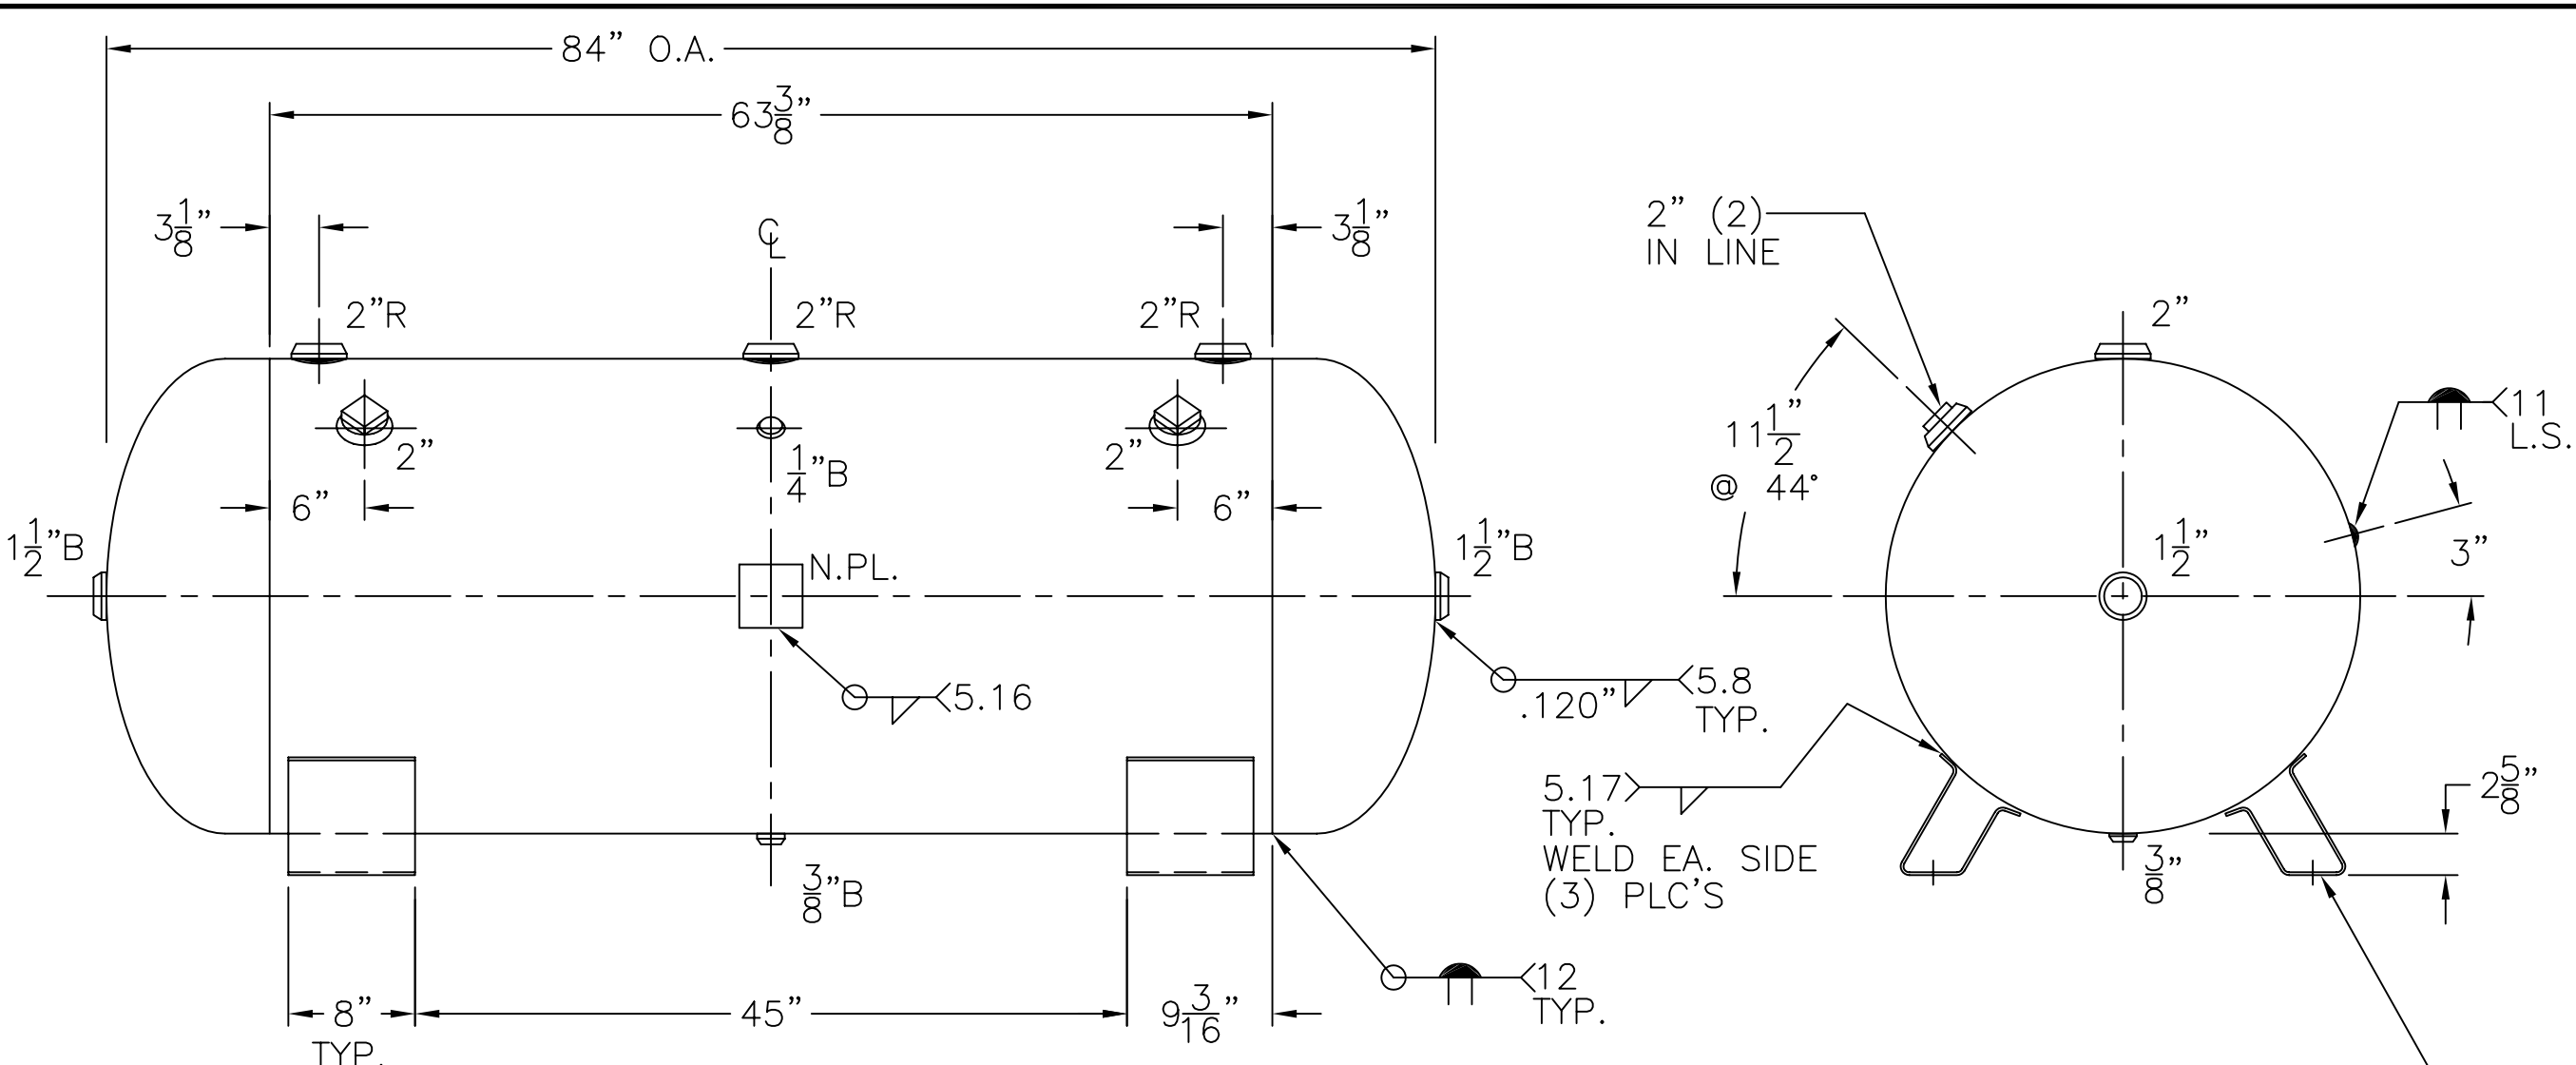 84” O.A.
63 3/8”
3 1/8”
℄
3 1/8”
2”R
2”R
2”R
2”
1/4”B
2”
6”
6”
1 1/2”B
N.PL.
1 1/2”B
5.16
.120”
5.8
TYP.
3/8”B
12
TYP.
8”
TYP.
45”
9 3/16”
2” (2)
IN LINE
2”
11 1/2”
@ 44°
11
L.S.
1 1/2”
3”
5.17
TYP.
WELD EA. SIDE
(3) PLC’S
2 5/8”
3/8”